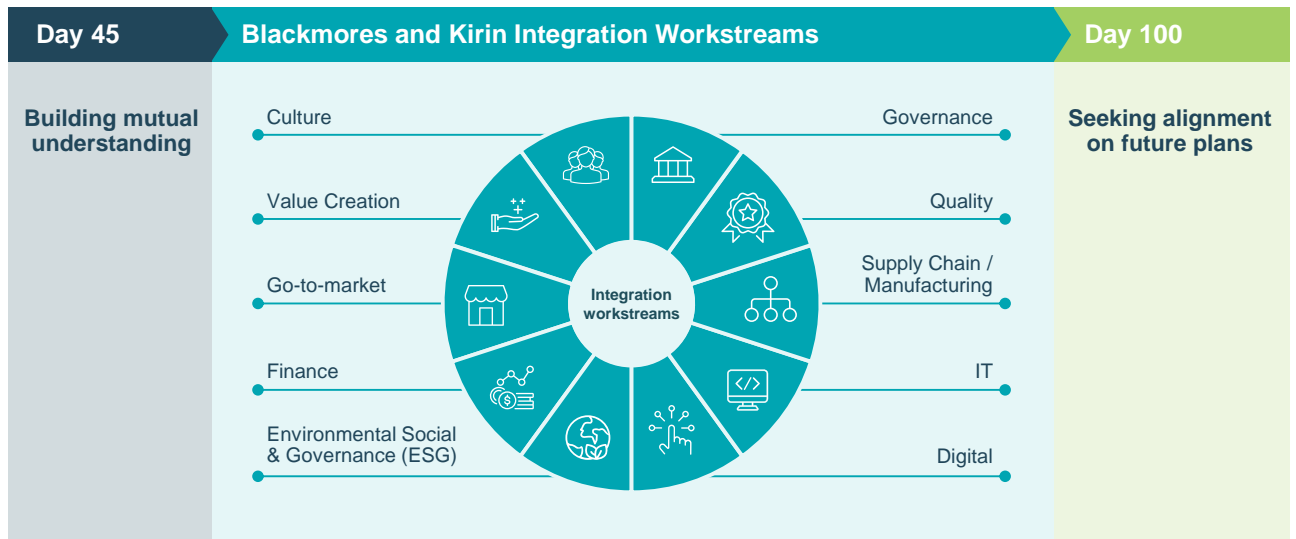 Day 45
Blackmores and Kirin Integration Workstreams
Day 100
Building mutual
understanding
Culture
Value Creation
Go-to-market
Finance
Environmental Social
& Governance (ESG)
Integration
workstreams
Governance
Quality
Supply Chain /
Manufacturing
IT
Digital
Seeking alignment
on future plans